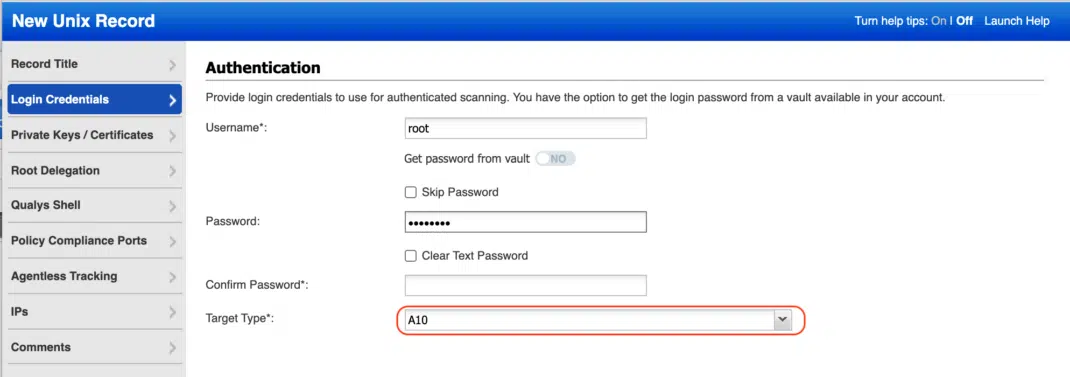 New Unix Record
Turn help tips: On | Off Launch Help
Record Title
Login Credentials
Private Keys / Certificates
Root Delegation
Qualys Shell
Policy Compliance Ports
Agentless Tracking
IPs
Comments
Authentication
Provide login credentials to use for authenticated scanning. You have the option to get the login password from a vault available in your account.
Username*: root
Get password from vault NO
Skip Password
Password: ••••••••
Clear Text Password
Confirm Password*:
Target Type*: A10